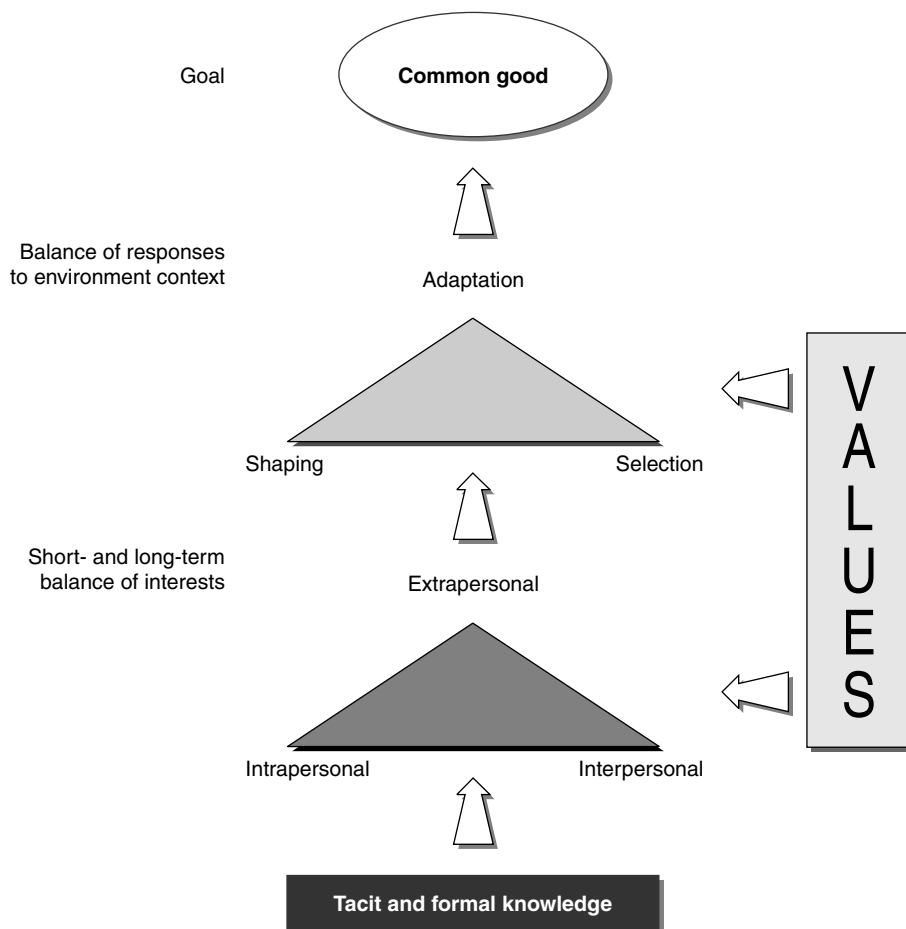 Goal
Common good
Balance of responses
to environment context
Adaptation
Shaping
Selection
VALUES
Short- and long-term
balance of interests
Extrapersonal
Intrapersonal
Interpersonal
Tacit and formal knowledge